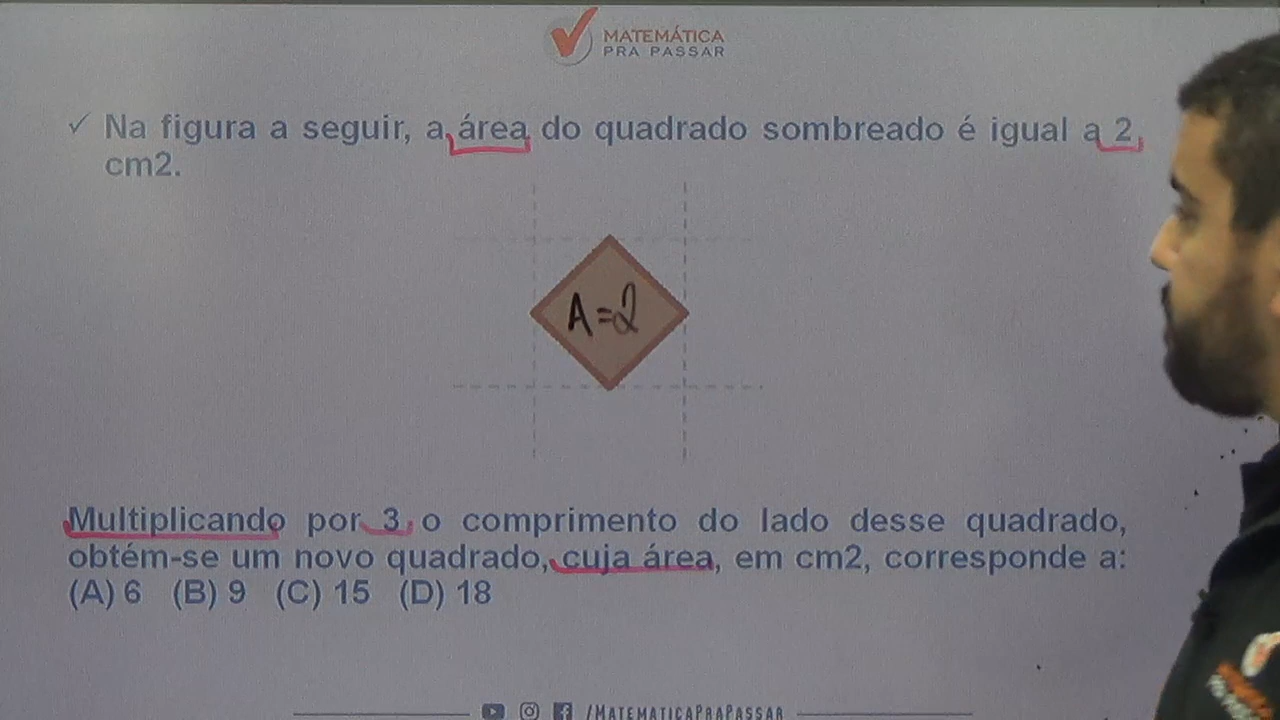 MATEMÁTICA
PRA PASSAR
✓ Na figura a seguir, a área do quadrado sombreado é igual a 2
cm2.
A=2
Multiplicando por 3 o comprimento do lado desse quadrado,
obtém-se um novo quadrado, cuja área, em cm2, corresponde a:
(A) 6 (B) 9 (C) 15 (D) 18
/MATEMATICAPRAPASSAR